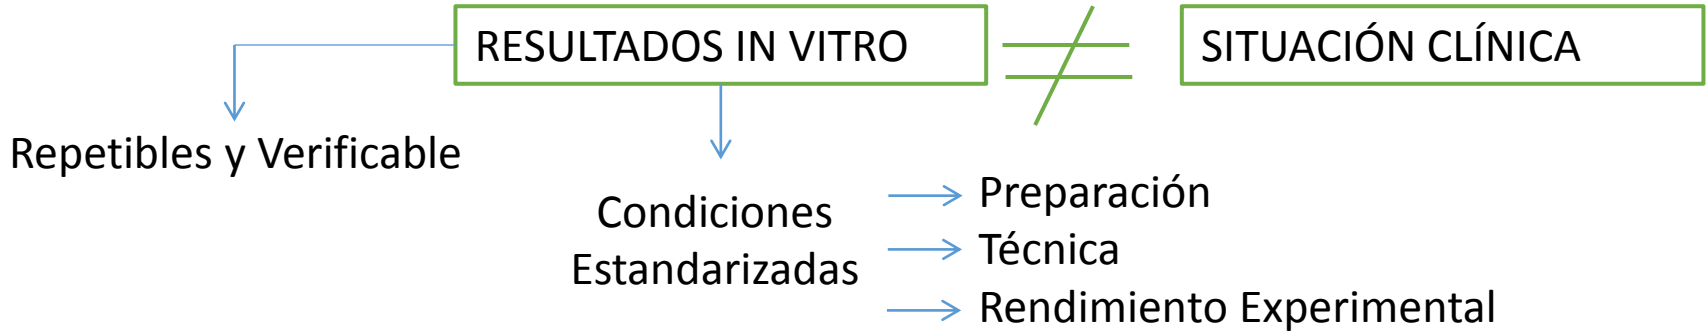 RESULTADOS IN VITRO
SITUACIÓN CLÍNICA
Repetibles y Verificable
Condiciones
Estandarizadas
Preparación
Técnica
Rendimiento Experimental